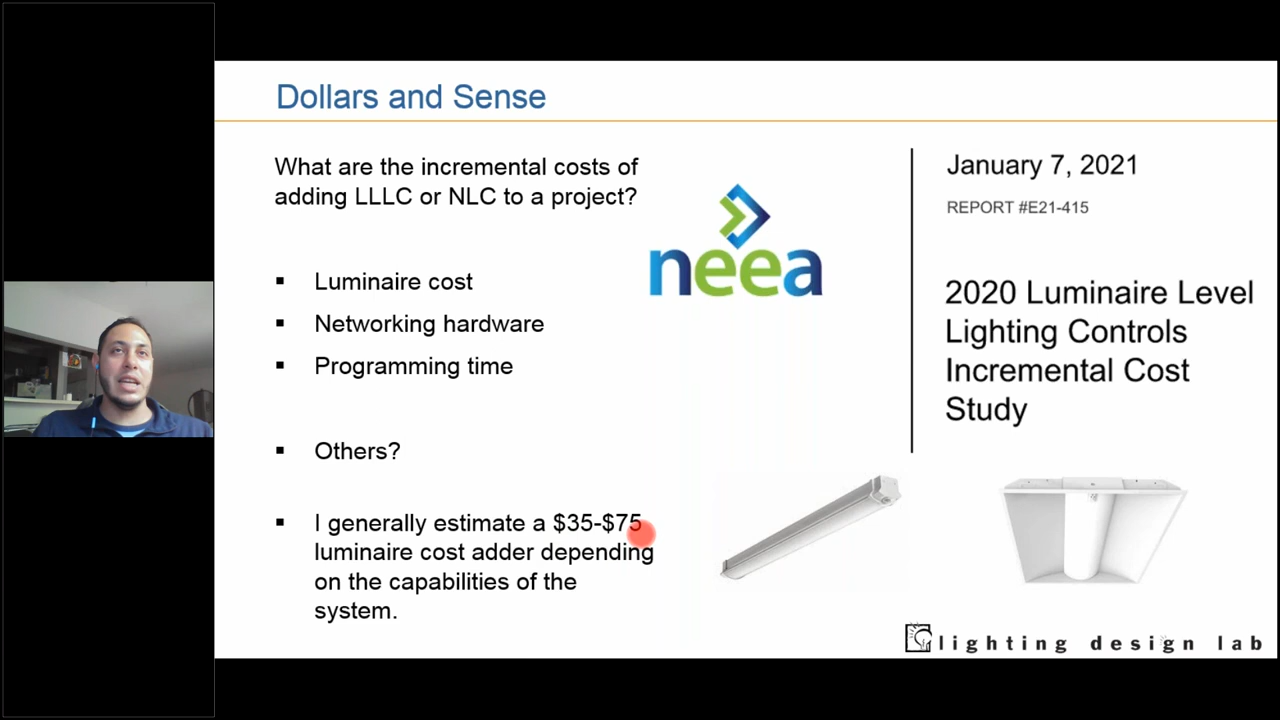 Dollars and Sense
What are the incremental costs of
adding LLLC or NLC to a project?
▪ Luminaire cost
▪ Networking hardware
▪ Programming time
▪ Others?
▪ I generally estimate a $35-$75
luminaire cost adder depending
on the capabilities of the
system.
neea
January 7, 2021
REPORT #E21-415
2020 Luminaire Level
Lighting Controls
Incremental Cost
Study
lighting design lab